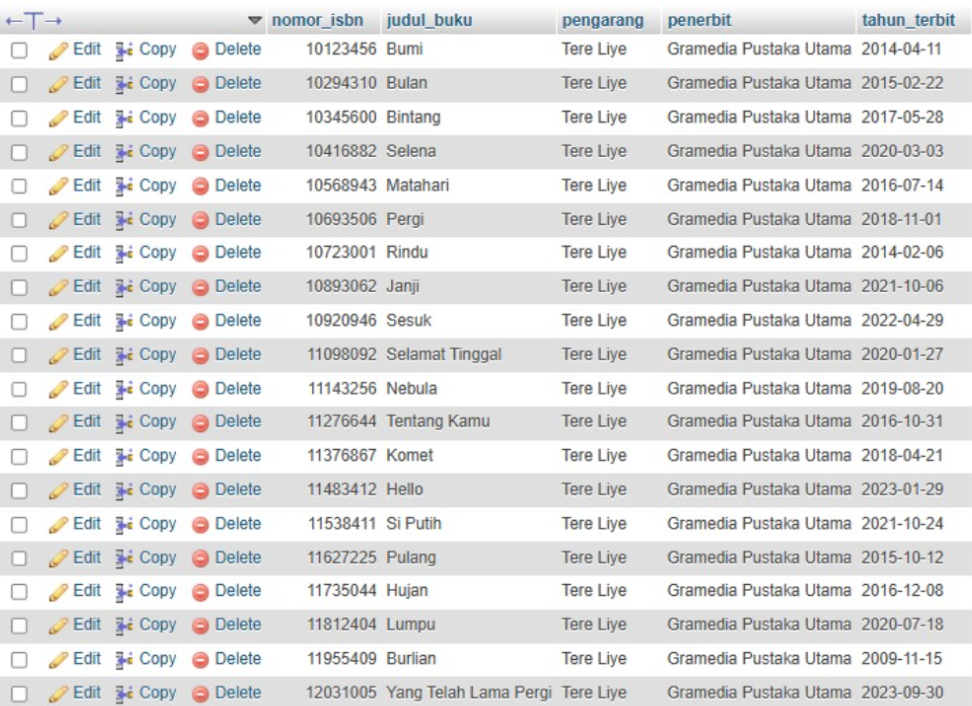 ←T→ nomor_isbn judul_buku pengarang penerbit tahun_terbit
Edit Copy Delete 10123456 Bumi Tere Liye Gramedia Pustaka Utama 2014-04-11
Edit Copy Delete 10294310 Bulan Tere Liye Gramedia Pustaka Utama 2015-02-22
Edit Copy Delete 10345600 Bintang Tere Liye Gramedia Pustaka Utama 2017-05-28
Edit Copy Delete 10416882 Selena Tere Liye Gramedia Pustaka Utama 2020-03-03
Edit Copy Delete 10568943 Matahari Tere Liye Gramedia Pustaka Utama 2016-07-14
Edit Copy Delete 10693506 Pergi Tere Liye Gramedia Pustaka Utama 2018-11-01
Edit Copy Delete 10723001 Rindu Tere Liye Gramedia Pustaka Utama 2014-02-06
Edit Copy Delete 10893062 Janji Tere Liye Gramedia Pustaka Utama 2021-10-06
Edit Copy Delete 10920946 Sesuk Tere Liye Gramedia Pustaka Utama 2022-04-29
Edit Copy Delete 11098092 Selamat Tinggal Tere Liye Gramedia Pustaka Utama 2020-01-27
Edit Copy Delete 11143256 Nebula Tere Liye Gramedia Pustaka Utama 2019-08-20
Edit Copy Delete 11276644 Tentang Kamu Tere Liye Gramedia Pustaka Utama 2016-10-31
Edit Copy Delete 11376867 Komet Tere Liye Gramedia Pustaka Utama 2018-04-21
Edit Copy Delete 11483412 Hello Tere Liye Gramedia Pustaka Utama 2023-01-29
Edit Copy Delete 11538411 Si Putih Tere Liye Gramedia Pustaka Utama 2021-10-24
Edit Copy Delete 11627225 Pulang Tere Liye Gramedia Pustaka Utama 2015-10-12
Edit Copy Delete 11735044 Hujan Tere Liye Gramedia Pustaka Utama 2016-12-08
Edit Copy Delete 11812404 Lumpu Tere Liye Gramedia Pustaka Utama 2020-07-18
Edit Copy Delete 11955409 Burlian Tere Liye Gramedia Pustaka Utama 2009-11-15
Edit Copy Delete 12031005 Yang Telah Lama Pergi Tere Liye Gramedia Pustaka Utama 2023-09-30